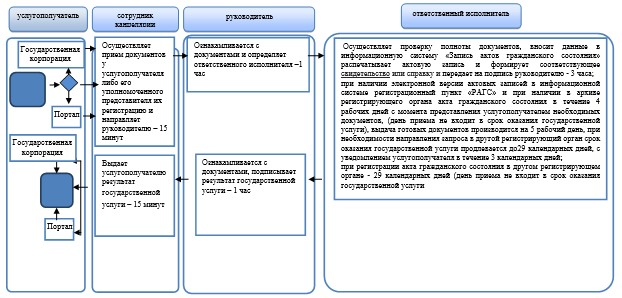 услугополучатель
сотрудник
канцелярии
руководитель
ответственный исполнитель
Государственная
корпорация
Портал
Государственная
корпорация
Портал
Осуществляет
прием документов
у
услугополучателя
либо его
уполномоченного
представителя их
регистрацию и
направляет
руководителю – 15
минут
Выдает
услугополучателю
результат
государственной
услуги – 15 минут
Ознакамливается с
документами и определяет
ответственного исполнителя –1
час
Ознакамливается с
документами, подписывает
результат государственной
услуги – 1 час
Осуществляет проверку полноты документов, вносит данные в
информационную систему «Запись актов гражданского состояния»
распечатывает актовую запись и формирует соответствующее
свидетельство или справку и передает на подпись руководителю - 3 часа;
при наличии электронной версии актовых записей в информационной
системе регистрационный пункт «РАГС» и при наличии в архиве
регистрирующего органа акта гражданского состояния в течение 4
рабочих дней с момента представления услугополучателем необходимых
документов, (день приема не входит в срок оказания государственной
услуги), выдача готовых документов производится на 5 рабочий день, при
необходимости направления запроса в другой регистрирующий орган срок
оказания государственной услуги продлевается до29 календарных дней, с
уведомлением услугополучателя в течение 3 календарных дней;
при регистрации акта гражданского состояния в другом регистрирующем
органе - 29 календарных дней (день приема не входит в срок оказания
государственной услуги